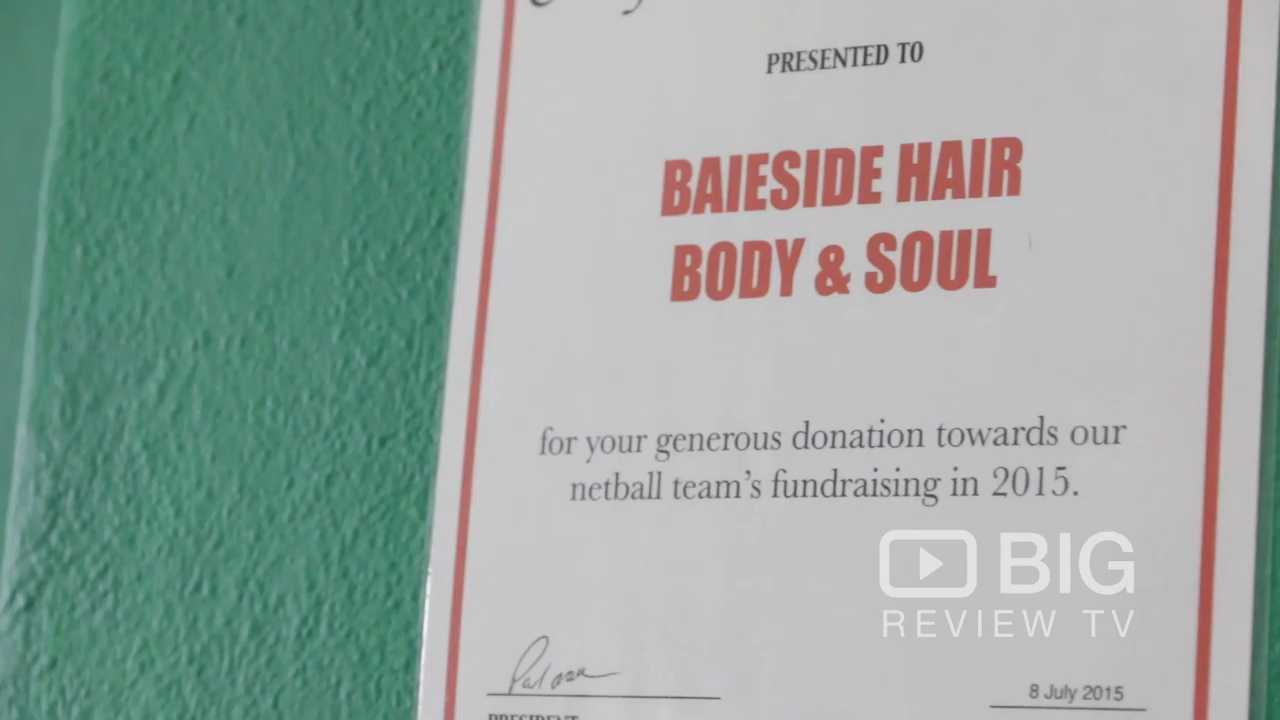 PRESENTED TO
BAIESIDE HAIR
BODY & SOUL
for your generous donation towards our
netball team's fundraising in 2015.
BIG
REVIEW TV
8 July 2015
PRESIDENT